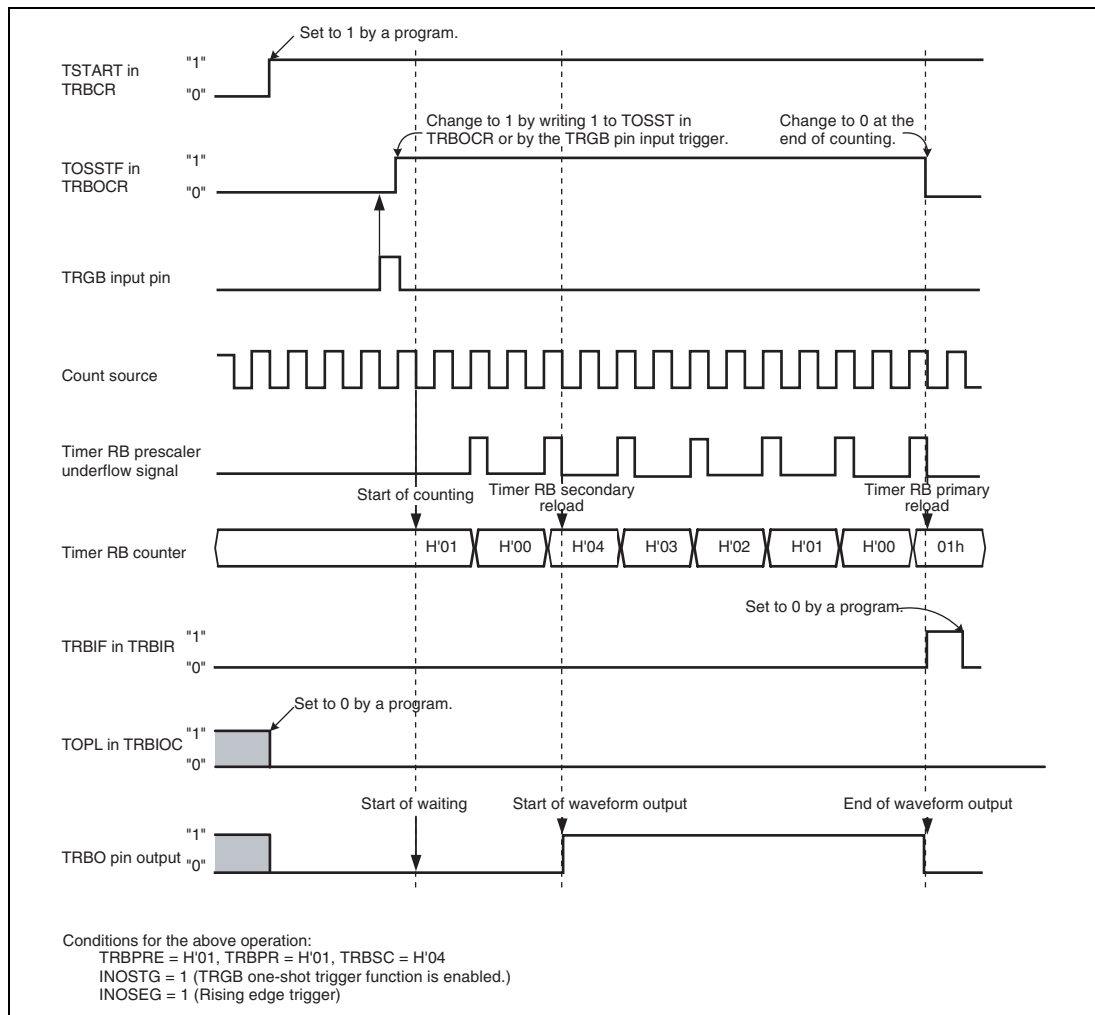 Set to 1 by a program.
TSTART in
TRBCR
"1"
"0"
Change to 1 by writing 1 to TOSST in
TRBOCR or by the TRGB pin input trigger.
Change to 0 at the
end of counting.
TOSSTF in
TRBOCR
"1"
"0"
TRGB input pin
Count source
Timer RB prescaler
underflow signal
Start of counting
Timer RB secondary
reload
Timer RB primary
reload
Timer RB counter
H'01
H'00
H'04
H'03
H'02
H'01
H'00
01h
Set to 0 by a program.
TRBIF in TRBIR
"1"
"0"
Set to 0 by a program.
TOPL in TRBIOC
"1"
"0"
Start of waiting
Start of waveform output
End of waveform output
TRBO pin output
"1"
"0"
Conditions for the above operation:
TRBPRE = H'01, TRBPR = H'01, TRBSC = H'04
INOSTG = 1 (TRGB one-shot trigger function is enabled.)
INOSEG = 1 (Rising edge trigger)